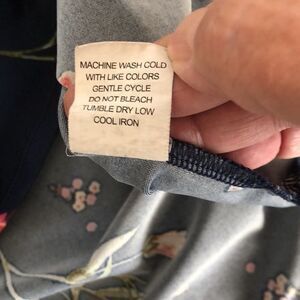 MACHINE WASH COLD
WITH LIKE COLORS
GENTLE CYCLE
DO NOT BLEACH
TUMBLE DRY LOW
COOL IRON